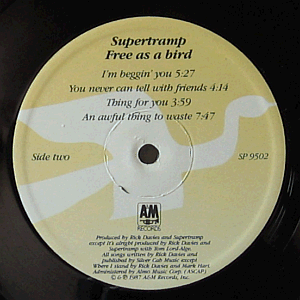 Supertramp
Free as a bird
I'm beggin' you 5:27
You never can tell with friends 4:14
Thing for you 3:59
An awful thing to waste 7:47
Side two
SP 9502
A&M
RECORDS
Produced by Rick Davies and Supertramp
except It's alright produced by Rick Davies and
Supertramp with Tom Lord-Alge.
All songs written by Rick Davies and
published by Silver Cab Music except
Where I stand by Rick Davies and Mark Hart.
Administered by Almo Music Corp. (ASCAP)
© & ℗ 1987 A&M Records, Inc.